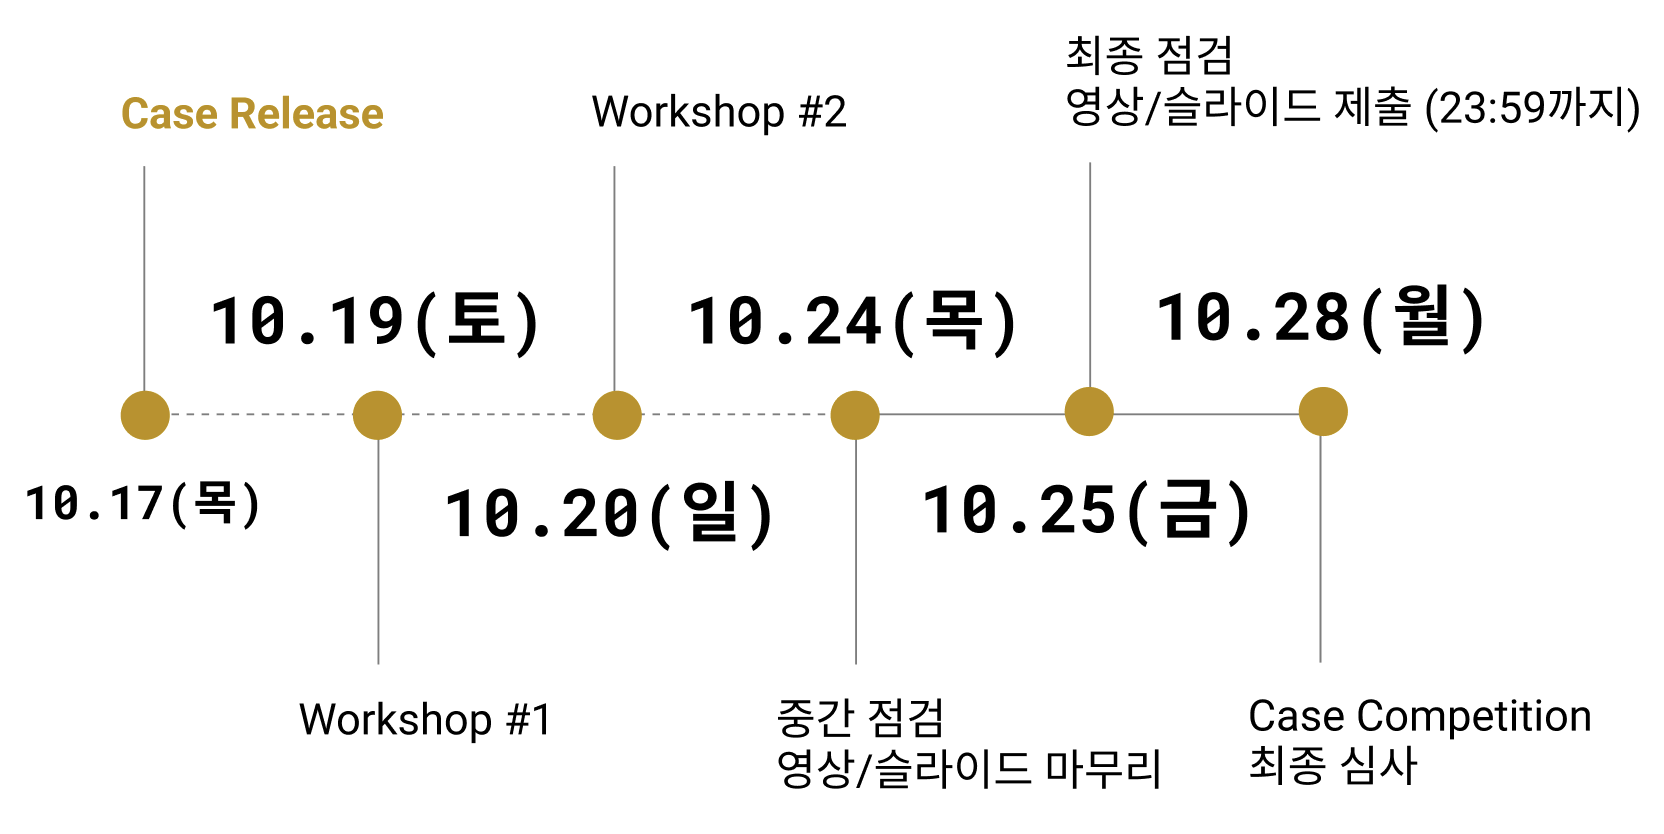 최종 점검
영상/슬라이드 제출 (23:59까지)
Case Release
Workshop #2
10.19(토)
10.24(목)
10.28(월)
10.17(목)
10.20(일)
10.25(금)
Workshop #1
중간 점검
영상/슬라이드 마무리
Case Competition
최종 심사